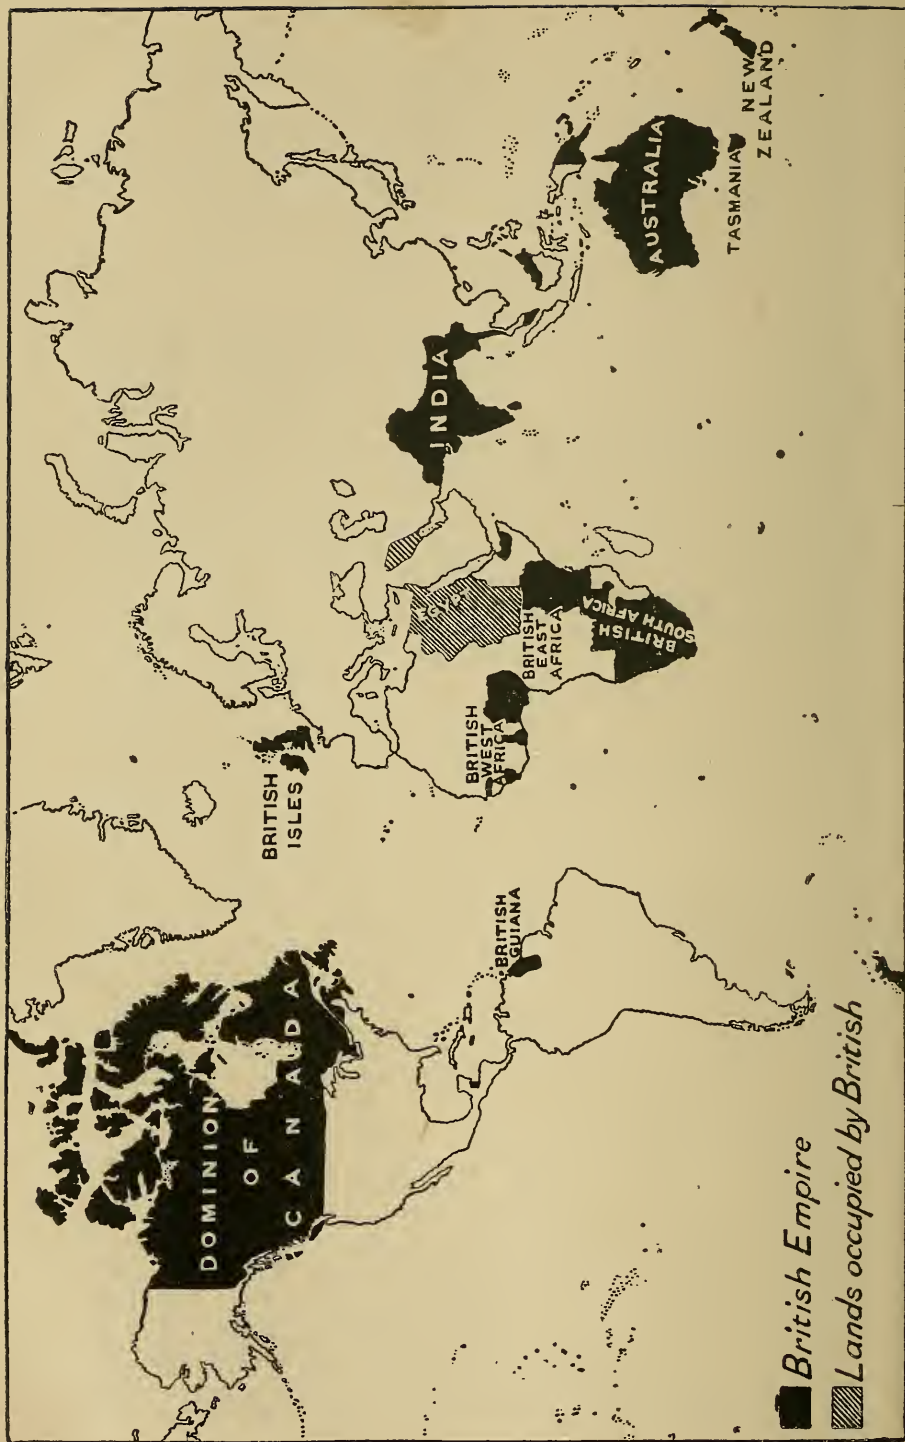 DOMINION
OF
CANADA
BRITISH
ISLES
BRITISH
GUIANA
BRITISH
WEST
AFRICA
EGYPT
BRITISH
EAST
AFRICA
BRITISH
SOUTH AFRICA
INDIA
AUSTRALIA
TASMANIA
NEW
ZEALAND
British Empire
Lands occupied by British